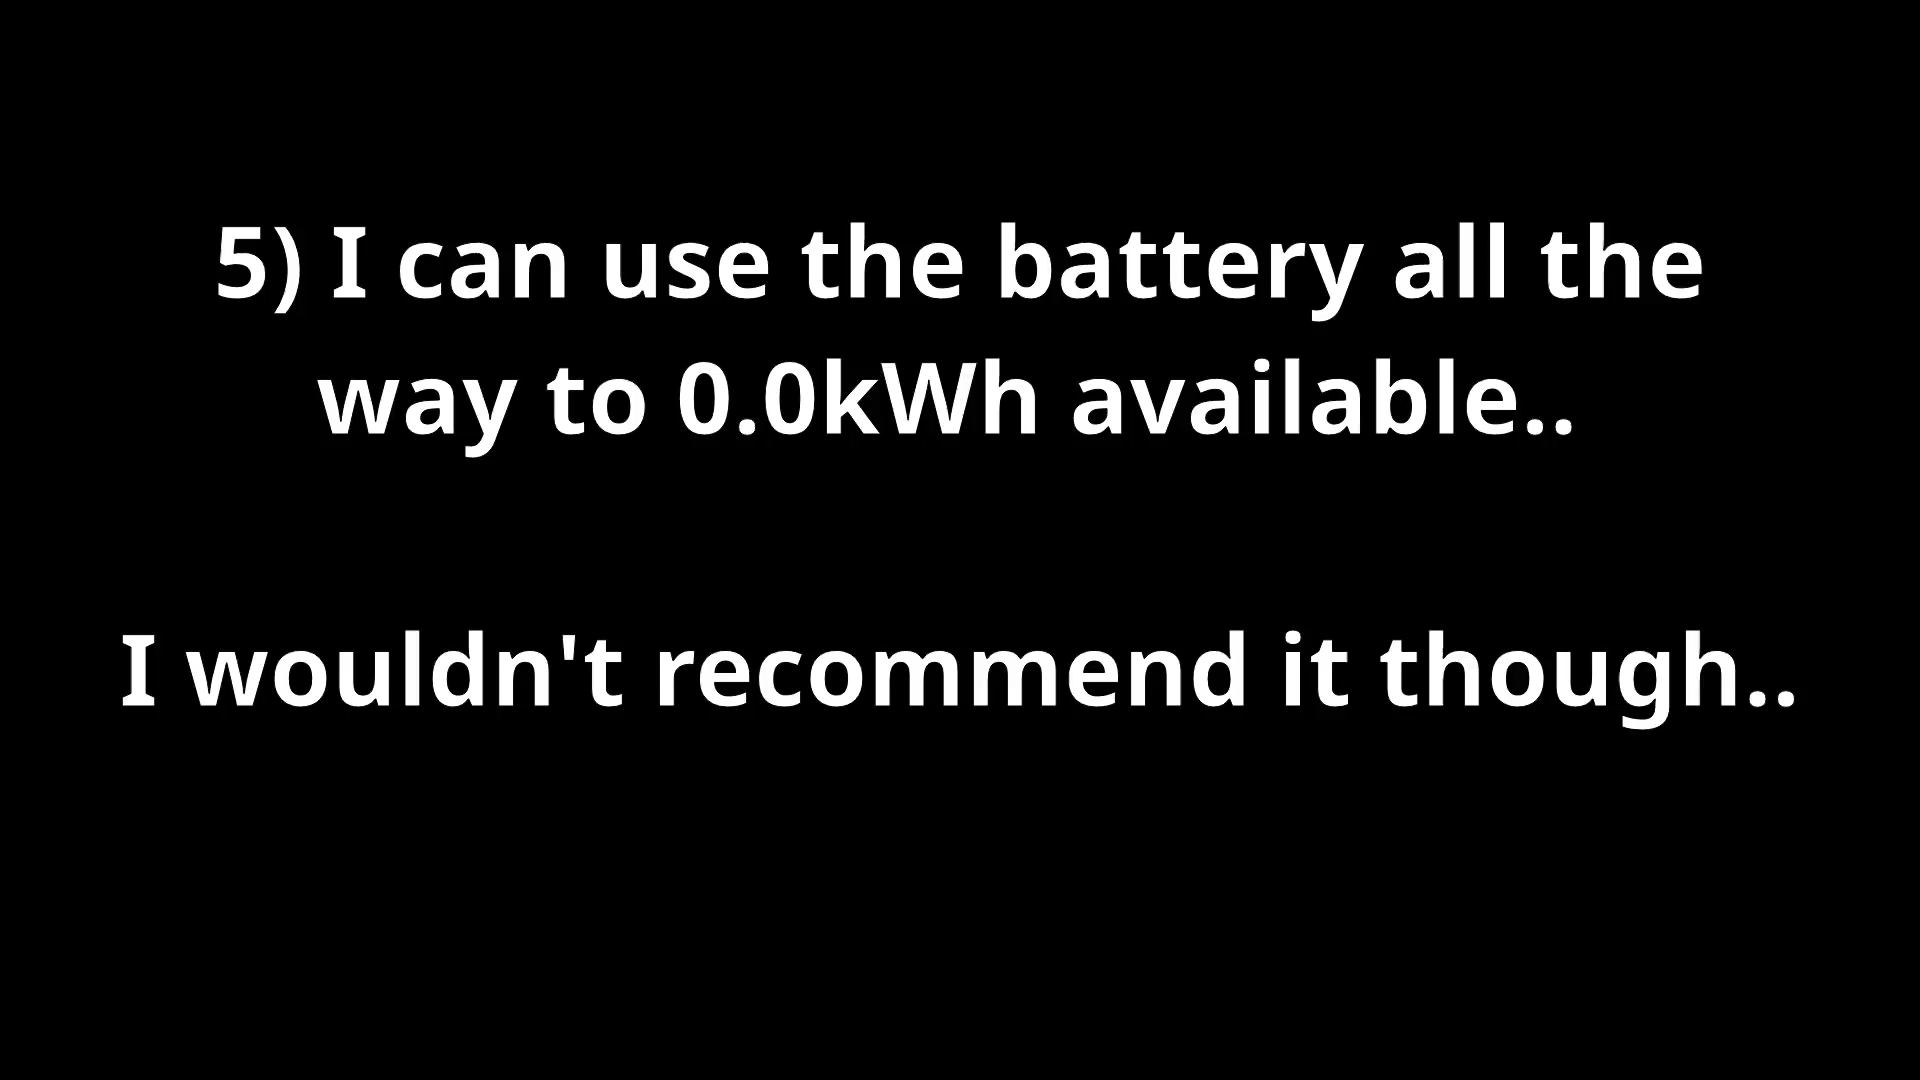 5) I can use the battery all the
way to 0.0kWh available..
I wouldn't recommend it though..